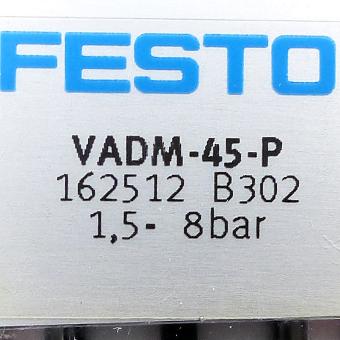 FESTO
VADM-45-P
162512 B302
1,5- 8bar